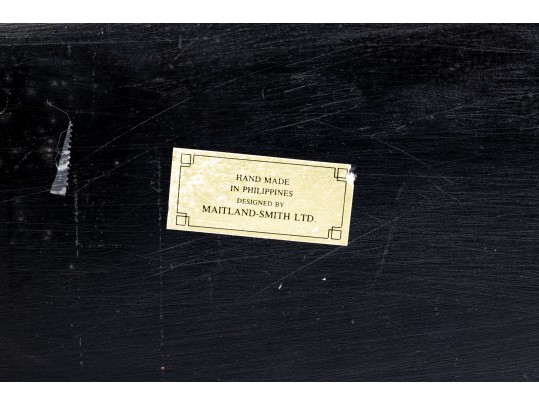 HAND MADE
IN PHILIPPINES
DESIGNED BY
MAITLAND-SMITH LTD.